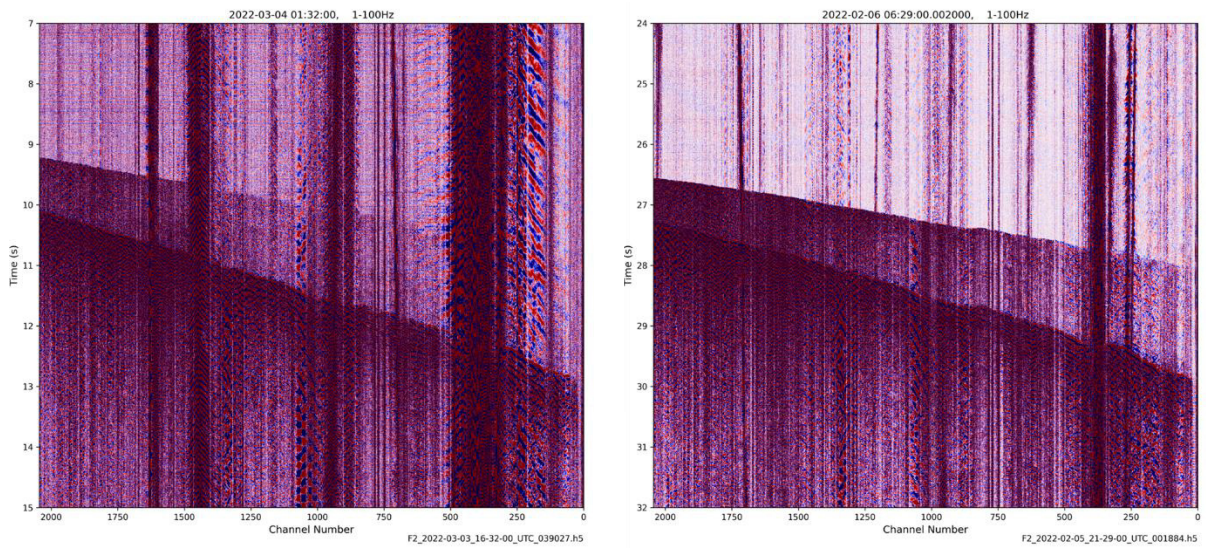 2022-03-04 01:32:00, 1-100Hz
7
8
9
10
11
12
13
14
15
Time (s)
2000 1750 1500 1250 1000 750 500 250 0
Channel Number
F2_2022-03-03_16-32-00_UTC_039027.h5
2022-02-06 06:29:00.002000, 1-100Hz
24
25
26
27
28
29
30
31
32
Time (s)
2000 1750 1500 1250 1000 750 500 250 0
Channel Number
F2_2022-02-05_21-29-00_UTC_001884.h5